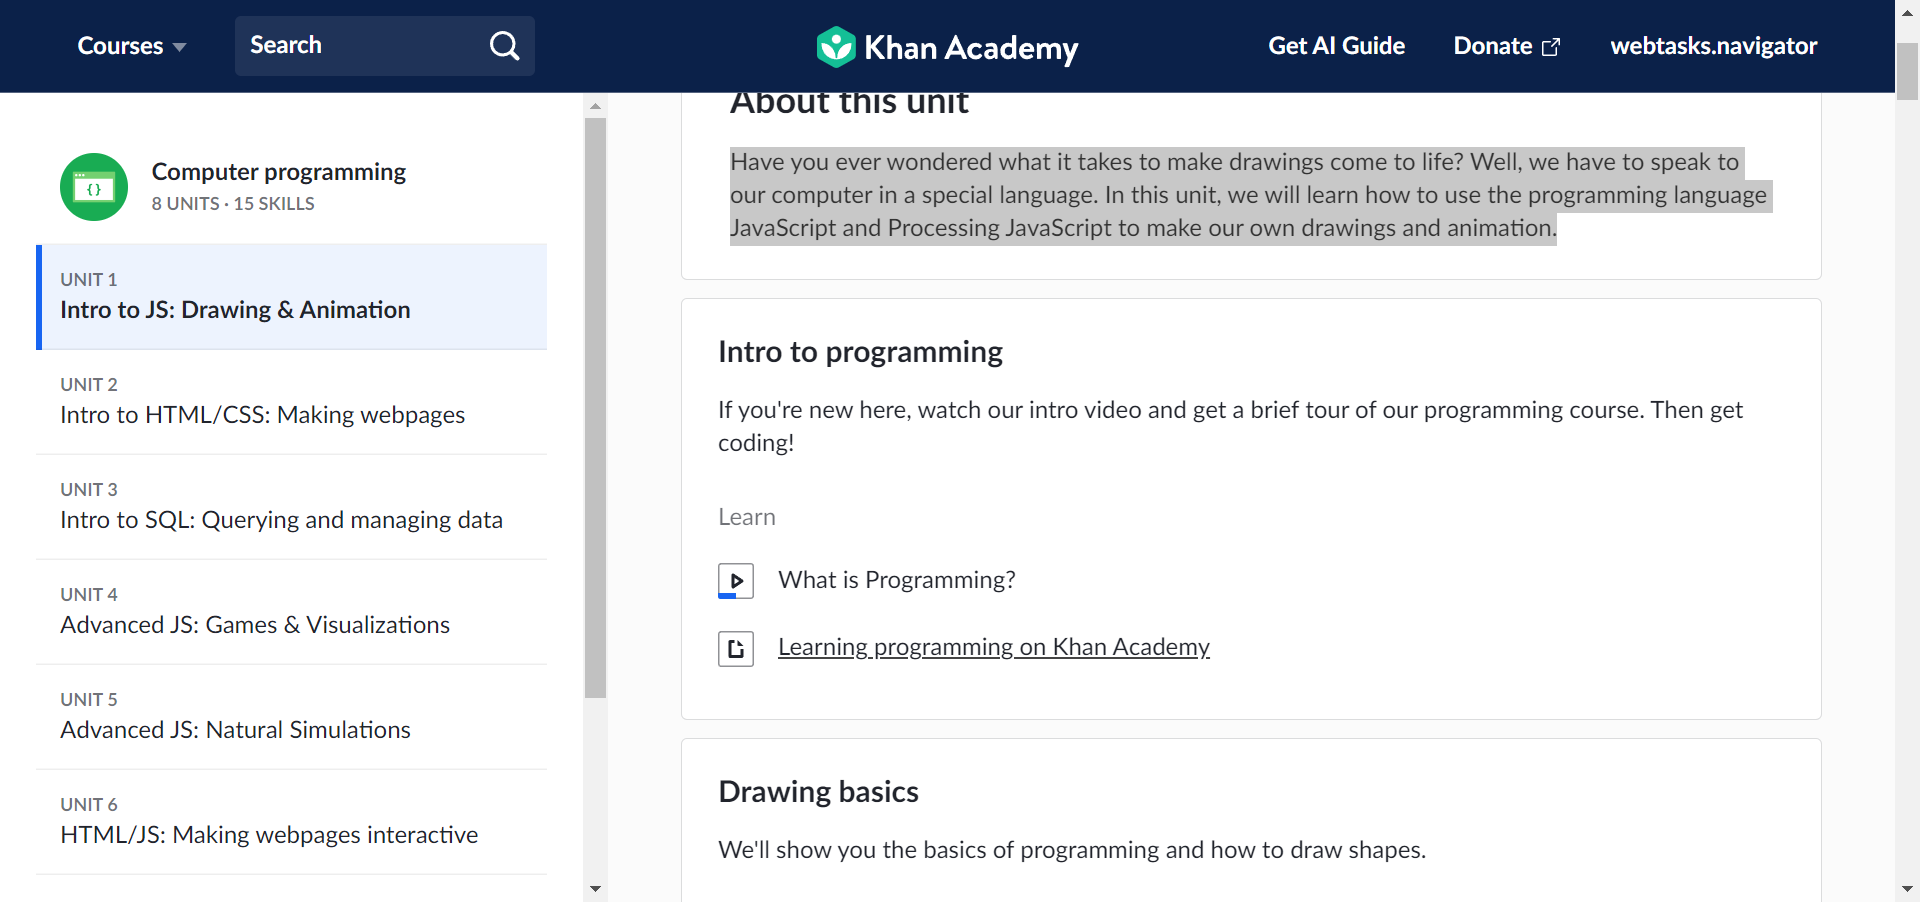 Courses
Search
Khan Academy
Get AI Guide
Donate
webtasks.navigator
Computer programming
8 UNITS · 15 SKILLS
UNIT 1
Intro to JS: Drawing & Animation
UNIT 2
Intro to HTML/CSS: Making webpages
UNIT 3
Intro to SQL: Querying and managing data
UNIT 4
Advanced JS: Games & Visualizations
UNIT 5
Advanced JS: Natural Simulations
UNIT 6
HTML/JS: Making webpages interactive
About this unit
Have you ever wondered what it takes to make drawings come to life? Well, we have to speak to
our computer in a special language. In this unit, we will learn how to use the programming language
JavaScript and Processing JavaScript to make our own drawings and animation.
Intro to programming
If you're new here, watch our intro video and get a brief tour of our programming course. Then get
coding!
Learn
What is Programming?
Learning programming on Khan Academy
Drawing basics
We'll show you the basics of programming and how to draw shapes.